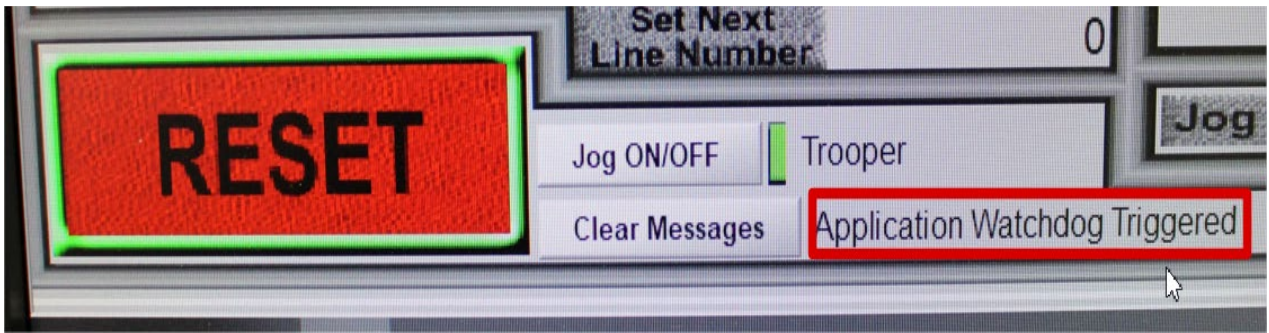 Set Next
Line Number
0
RESET
Jog ON/OFF
Trooper
Jog
Clear Messages
Application Watchdog Triggered